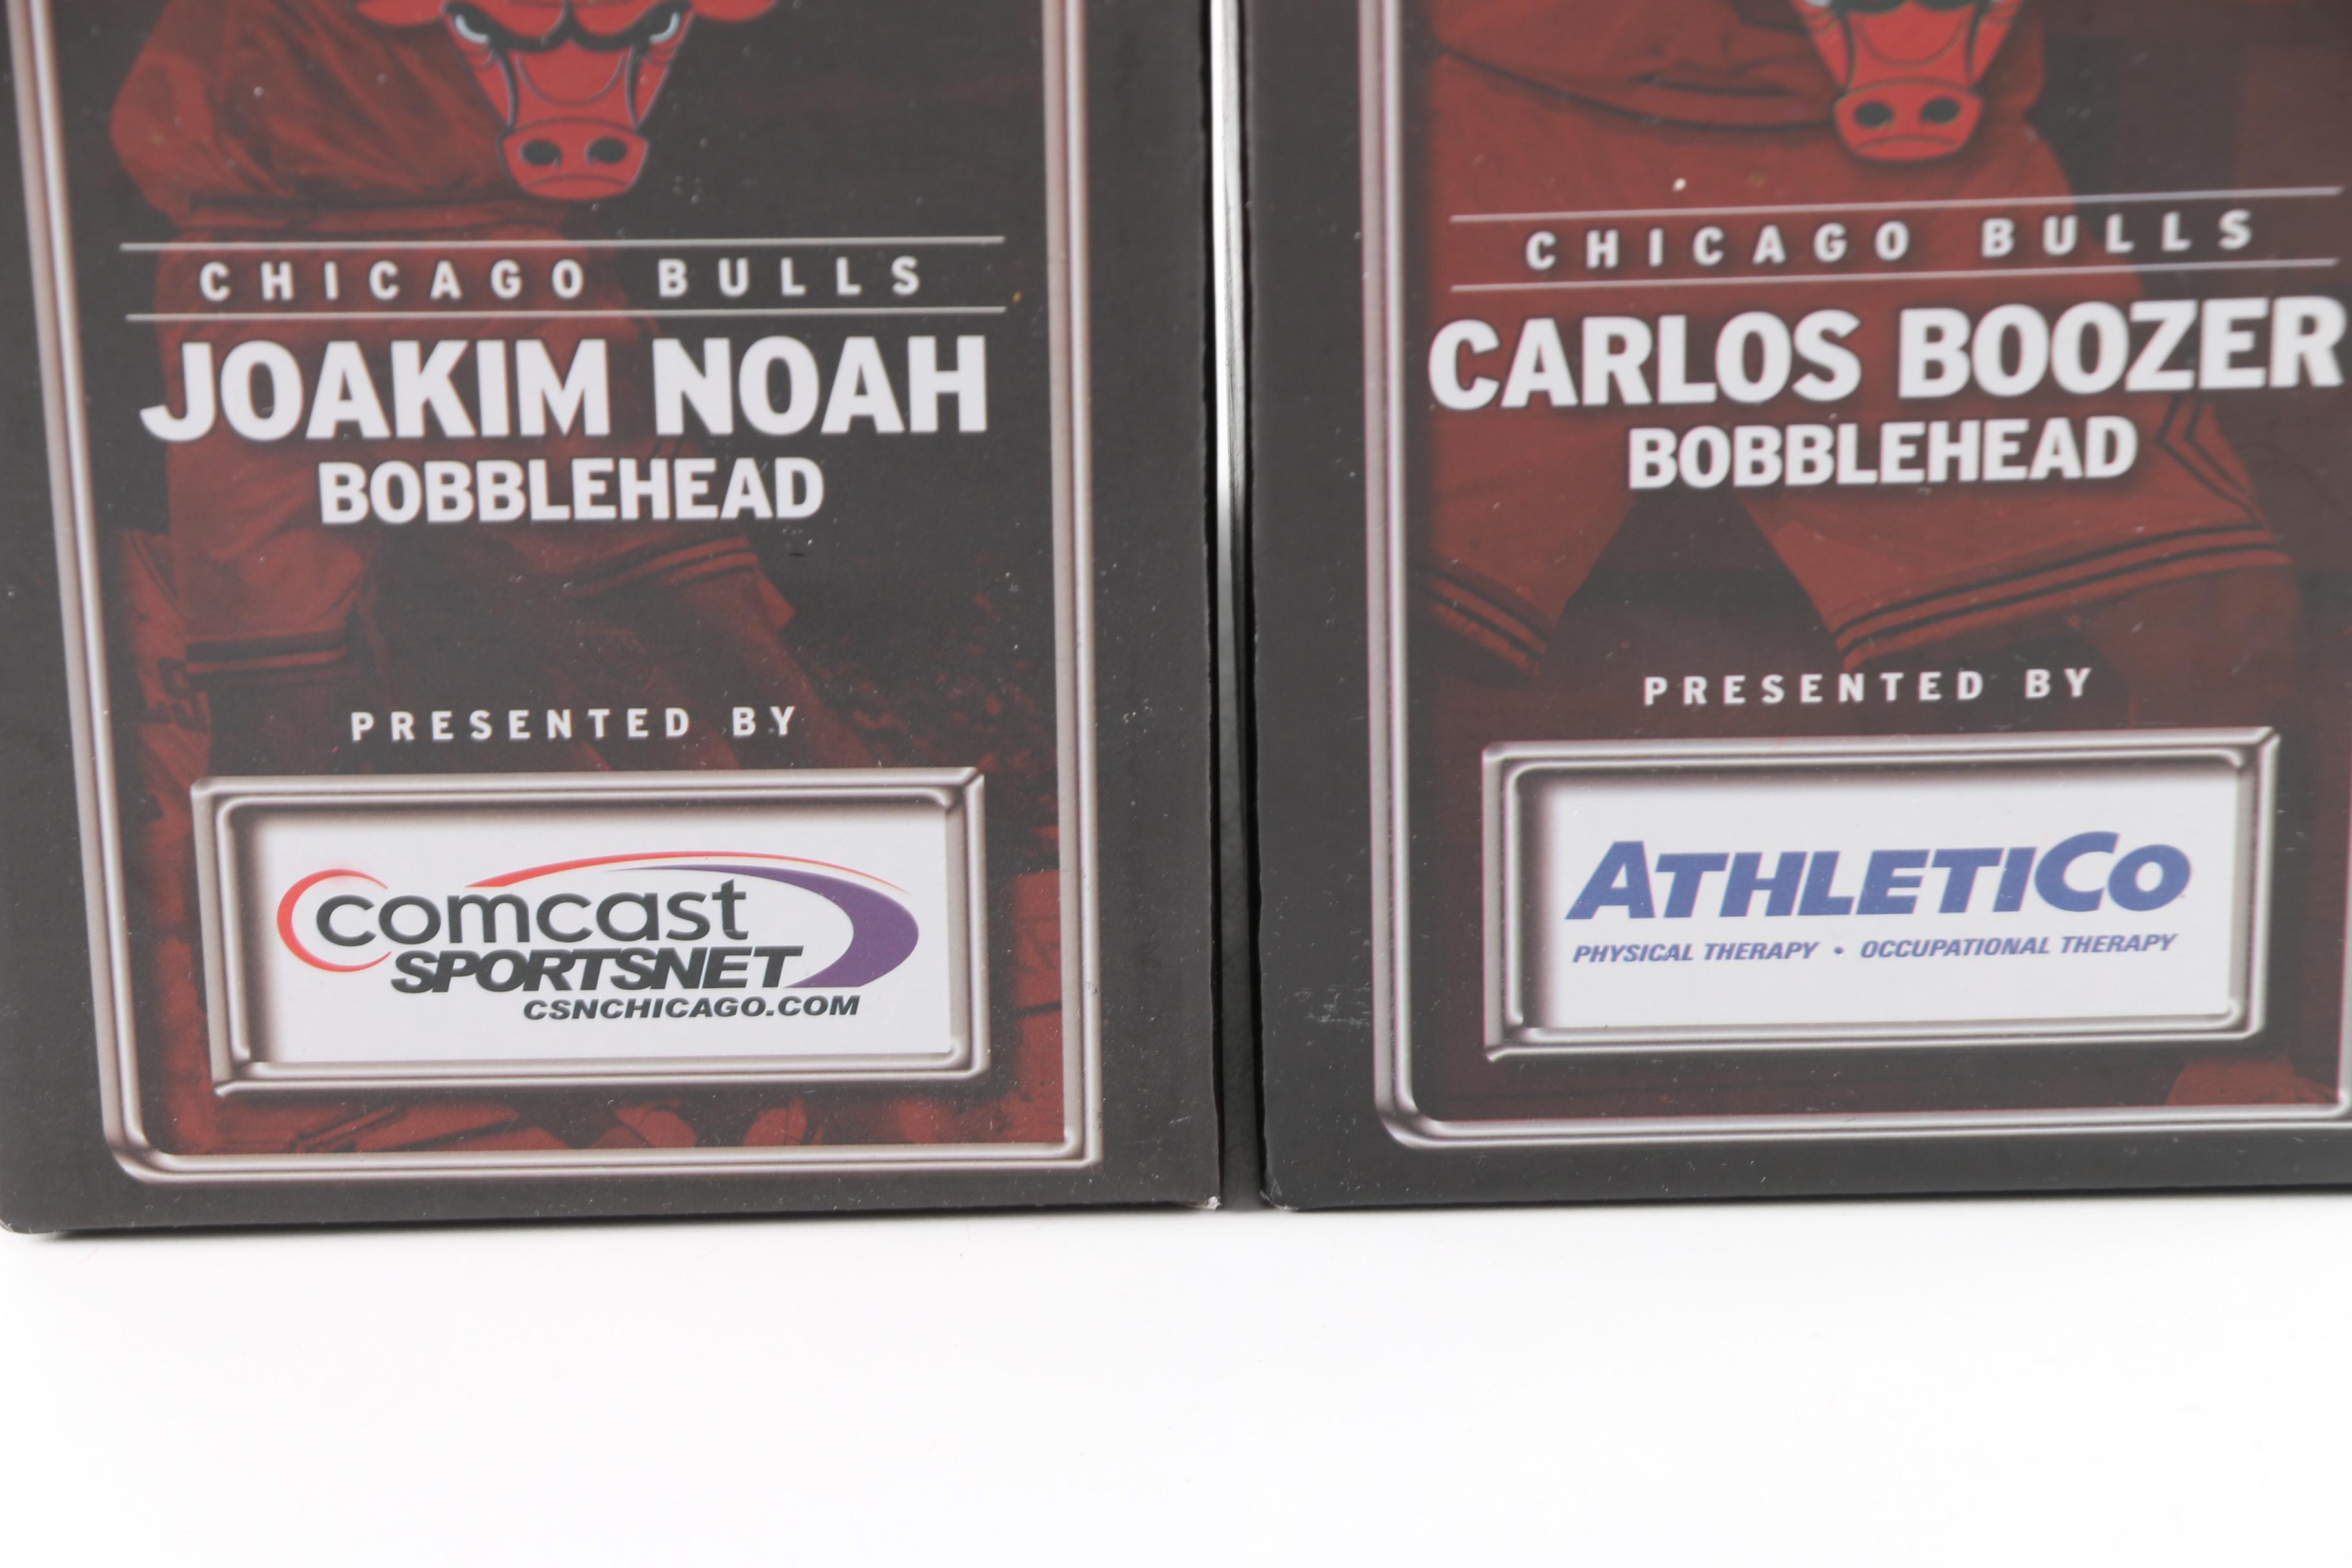 CHICAGO BULLS
JOAKIM NOAH
BOBBLEHEAD
PRESENTED BY
comcast
SPORTSNET
CSNCHICAGO.COM
CHICAGO BULLS
CARLOS BOOZER
BOBBLEHEAD
PRESENTED BY
ATHLETICO
PHYSICAL THERAPY • OCCUPATIONAL THERAPY